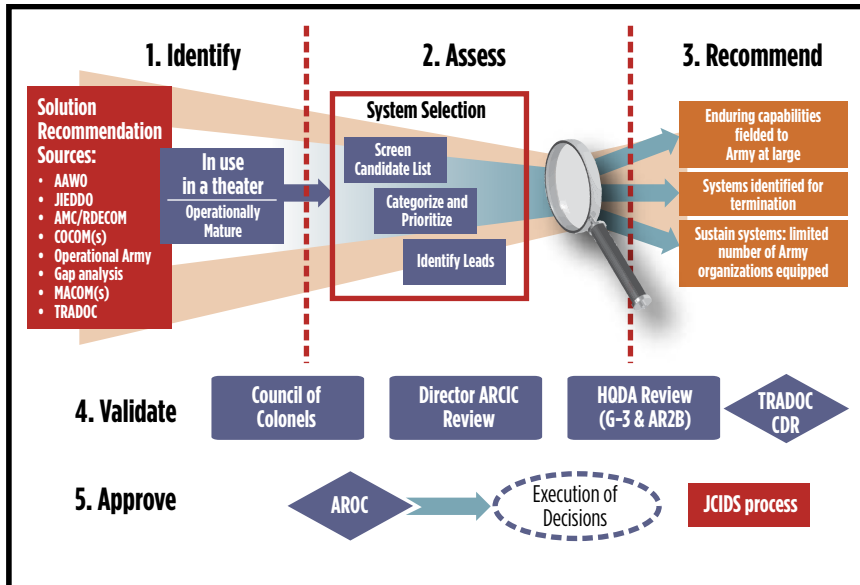 1. Identify
2. Assess
3. Recommend
Solution
Recommendation
Sources:
• AAWO
• JIEDDO
• AMC/RDECOM
• COCOM(s)
• Operational Army
• Gap analysis
• MACOM(s)
• TRADOC
In use
in a theater
Operationally
Mature
System Selection
Screen
Candidate List
Categorize and
Prioritize
Identify Leads
Enduring capabilities
fielded to
Army at large
Systems identified for
termination
Sustain systems: limited
number of Army
organizations equipped
4. Validate
Council of
Colonels
Director ARCIC
Review
HQDA Review
(G-3 & AR2B)
TRADOC
CDR
5. Approve
AROC
Execution of
Decisions
JCIDS process